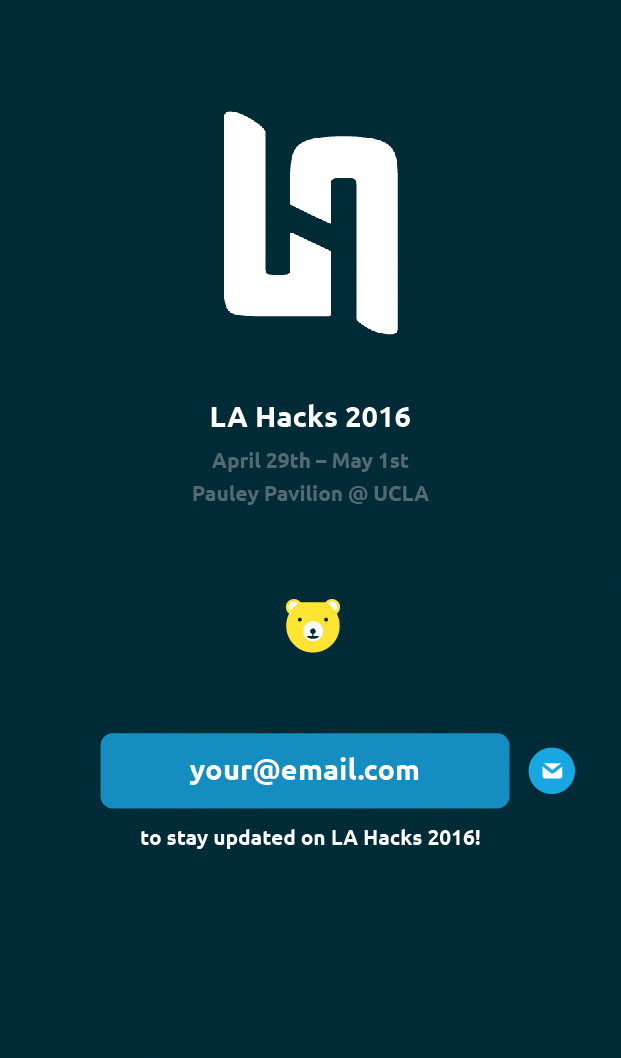 LA
LA Hacks 2016
April 29th – May 1st
Pauley Pavilion @ UCLA
your@email.com
to stay updated on LA Hacks 2016!